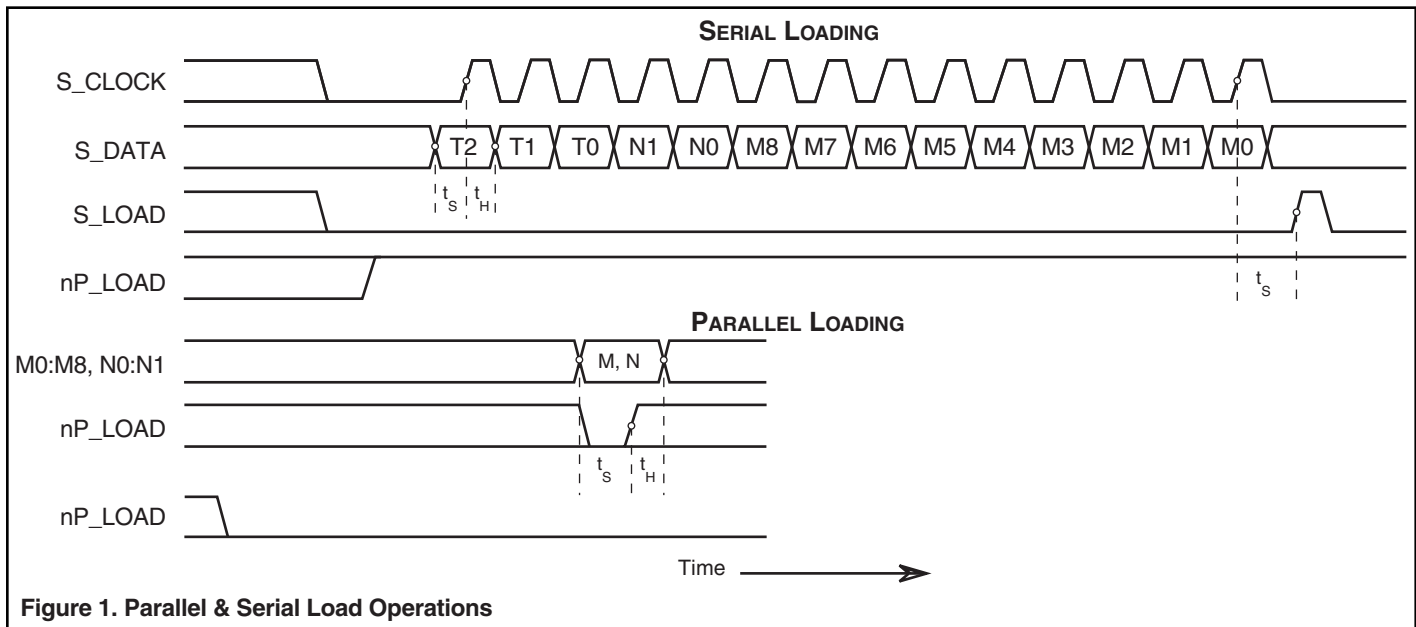 SERIAL LOADING
S_CLOCK
S_DATA T2 T1 T0 N1 N0 M8 M7 M6 M5 M4 M3 M2 M1 M0
tS tH
S_LOAD
nP_LOAD
tS
PARALLEL LOADING
M0:M8, N0:N1 M, N
nP_LOAD
tS tH
nP_LOAD
Time
Figure 1. Parallel & Serial Load Operations